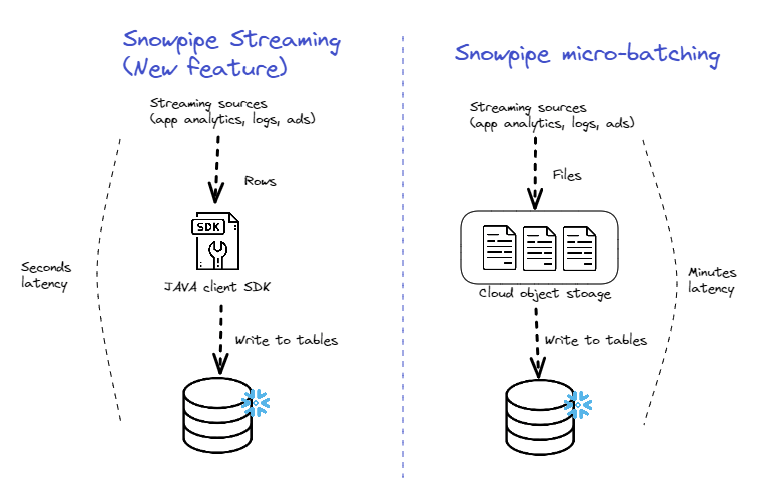 Snowpipe Streaming
(New feature)
Streaming sources
(app analytics, logs, ads)
Rows
SDK
JAVA client SDK
Seconds
latency
Write to tables
Snowpipe micro-batching
Streaming sources
(app analytics, logs, ads)
Files
Cloud object stoage
Minutes
latency
Write to tables